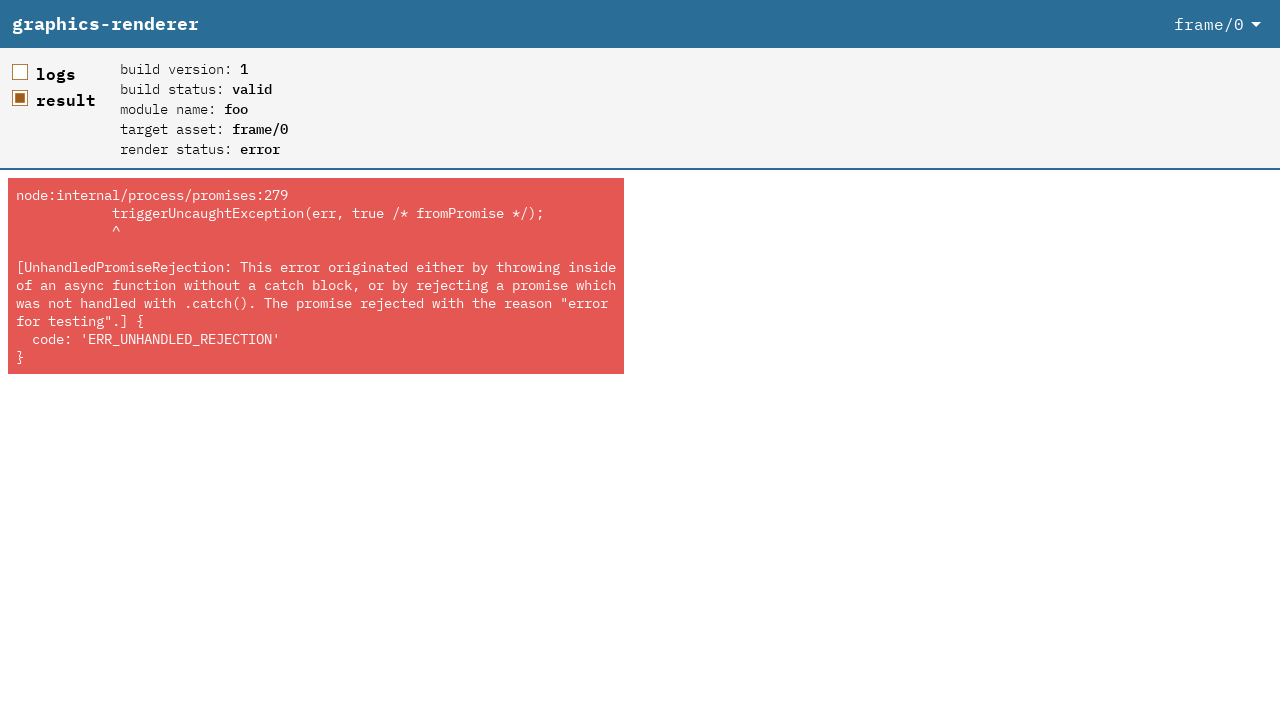 graphics-renderer
frame/0
logs
result
build version: 1
build status: valid
module name: foo
target asset: frame/0
render status: error
node:internal/process/promises:279
            triggerUncaughtException(err, true /* fromPromise */);
            ^
[UnhandledPromiseRejection: This error originated either by throwing inside
of an async function without a catch block, or by rejecting a promise which
was not handled with .catch(). The promise rejected with the reason "error
for testing".] {
  code: 'ERR_UNHANDLED_REJECTION'
}